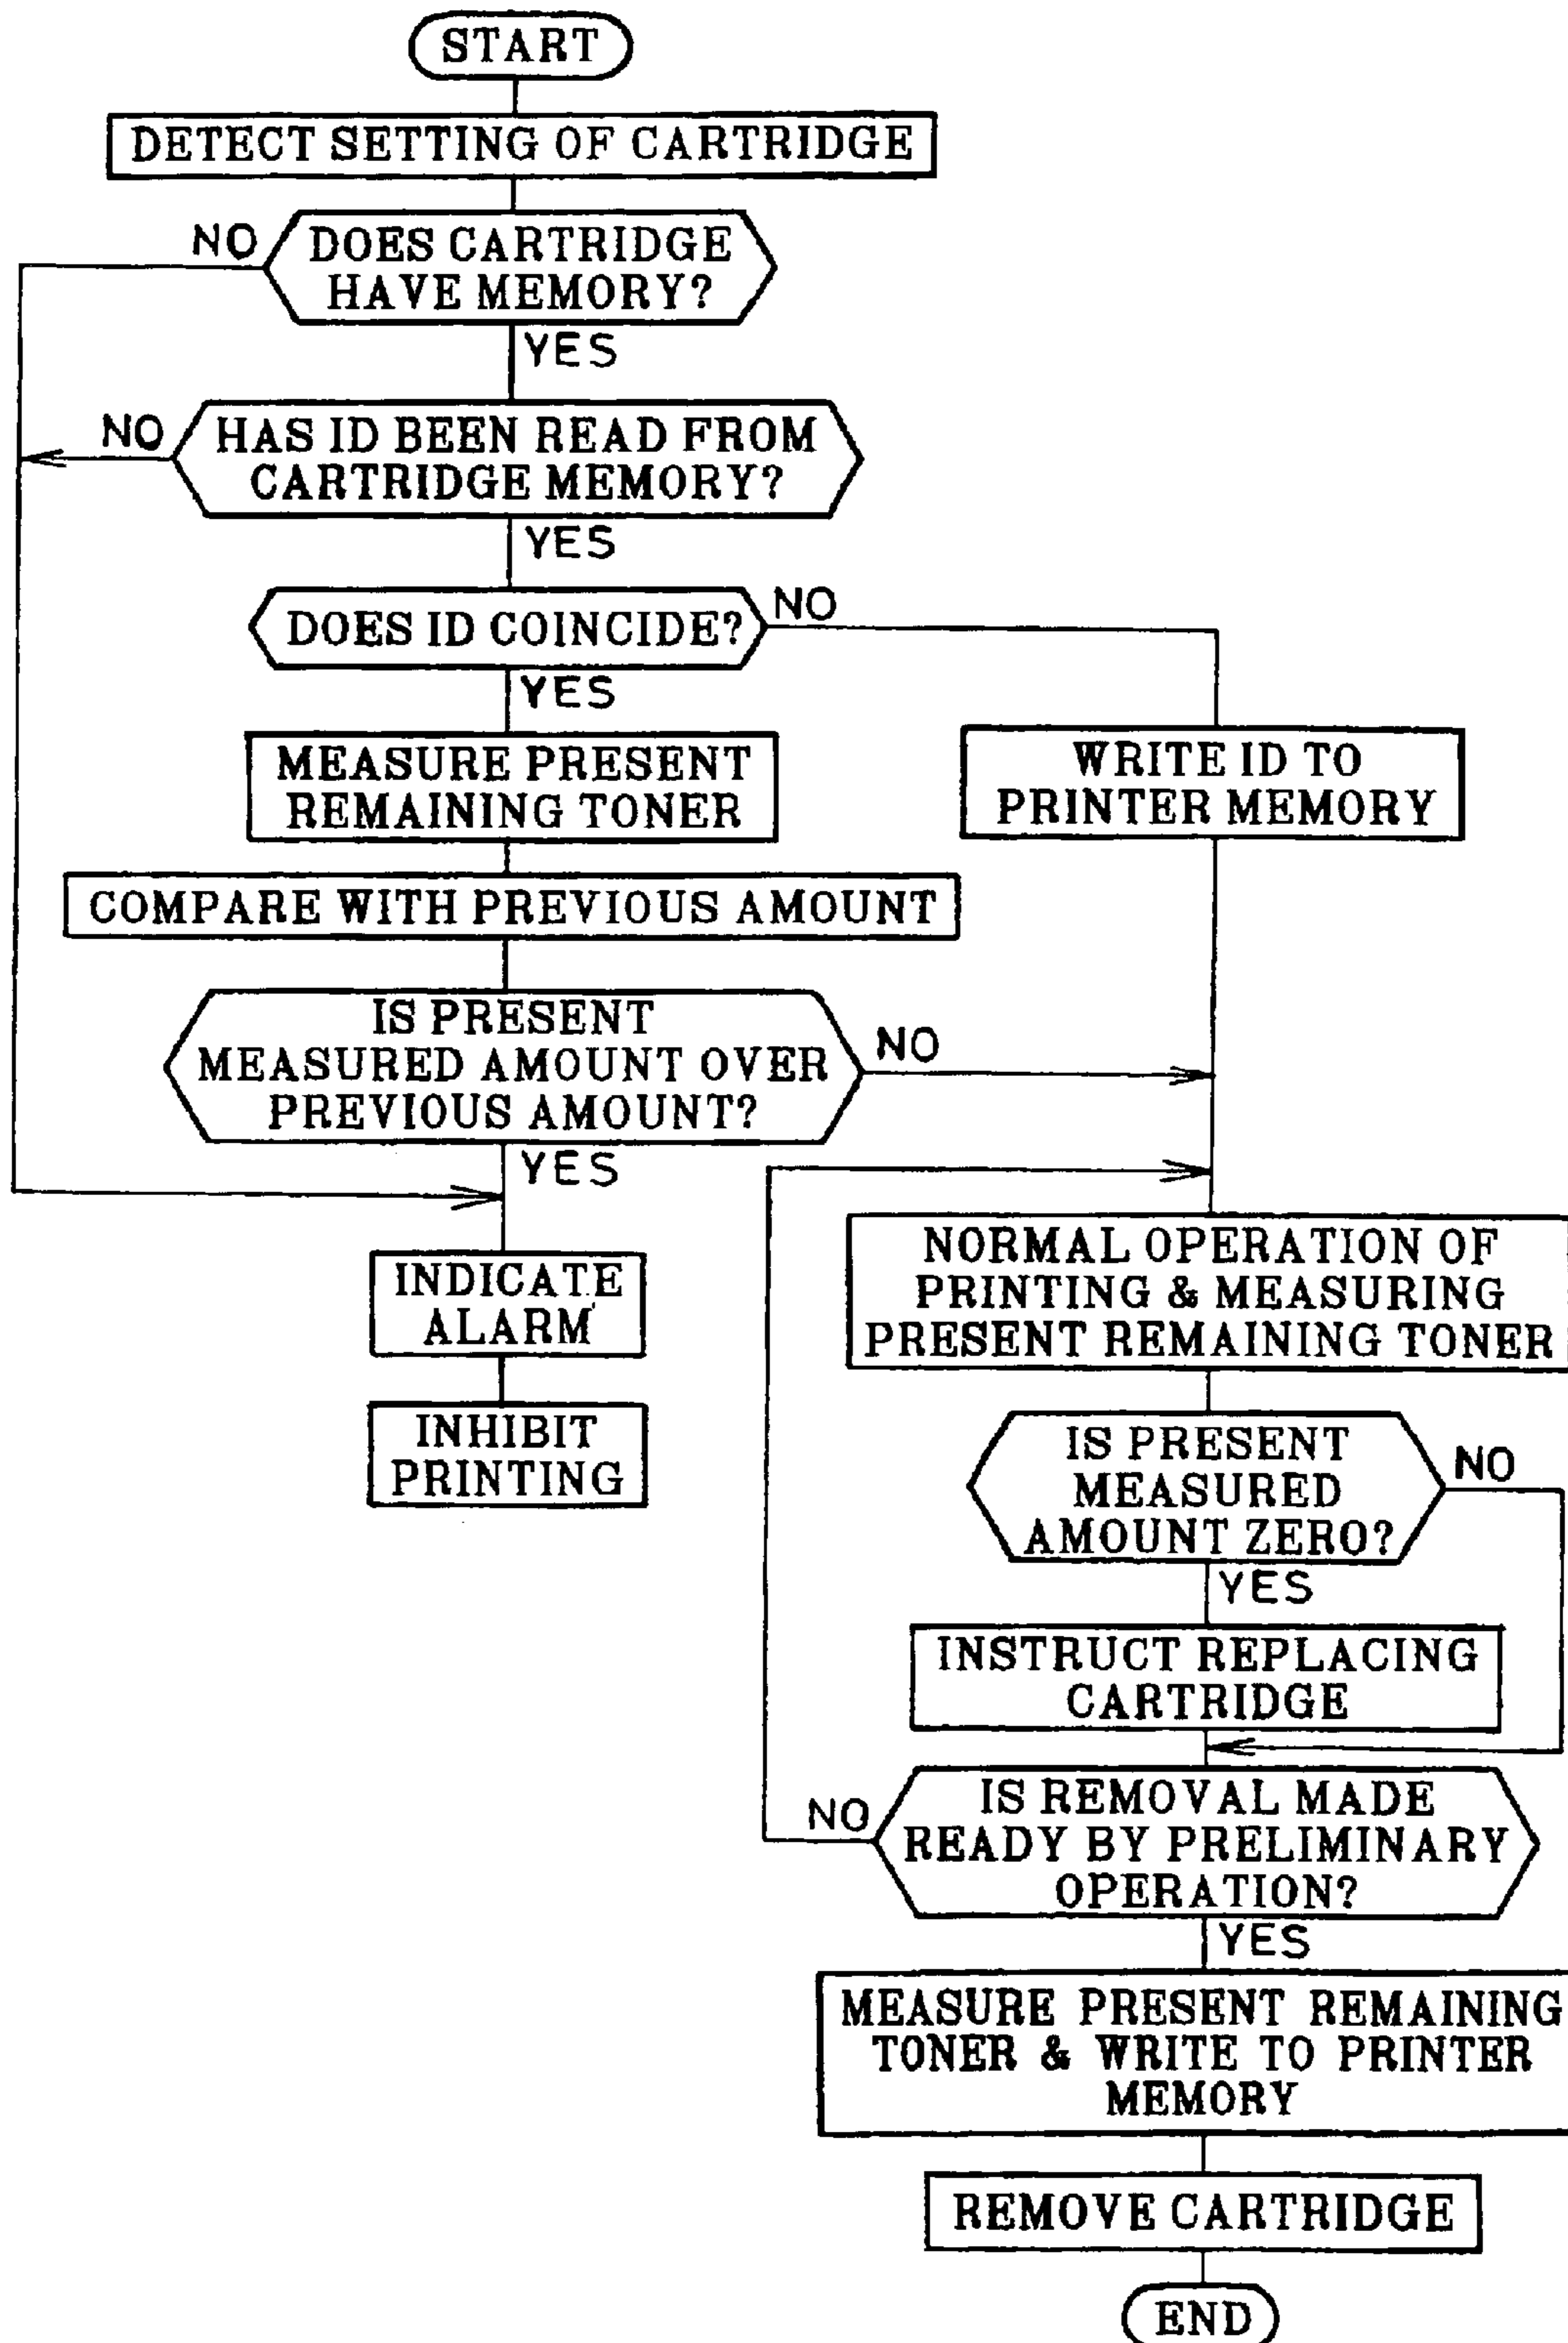 START
DETECT SETTING OF CARTRIDGE
NO
DOES CARTRIDGE
HAVE MEMORY?
YES
NO
HAS ID BEEN READ FROM
CARTRIDGE MEMORY?
YES
DOES ID COINCIDE?
NO
YES
MEASURE PRESENT
REMAINING TONER
WRITE ID TO
PRINTER MEMORY
COMPARE WITH PREVIOUS AMOUNT
IS PRESENT
MEASURED AMOUNT OVER
PREVIOUS AMOUNT?
NO
YES
INDICATE
ALARM
INHIBIT
PRINTING
NORMAL OPERATION OF
PRINTING & MEASURING
PRESENT REMAINING TONER
IS PRESENT
MEASURED
AMOUNT ZERO?
NO
YES
INSTRUCT REPLACING
CARTRIDGE
NO
IS REMOVAL MADE
READY BY PRELIMINARY
OPERATION?
YES
MEASURE PRESENT REMAINING
TONER & WRITE TO PRINTER
MEMORY
REMOVE CARTRIDGE
END